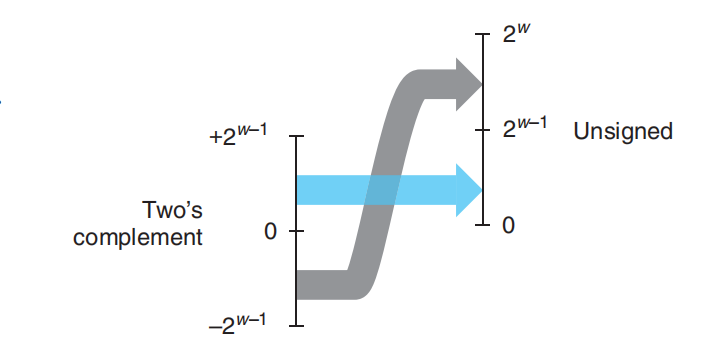 2^w
+2^{w–1}
2^{w–1}
Unsigned
Two’s
complement
0
0
–2^{w–1}